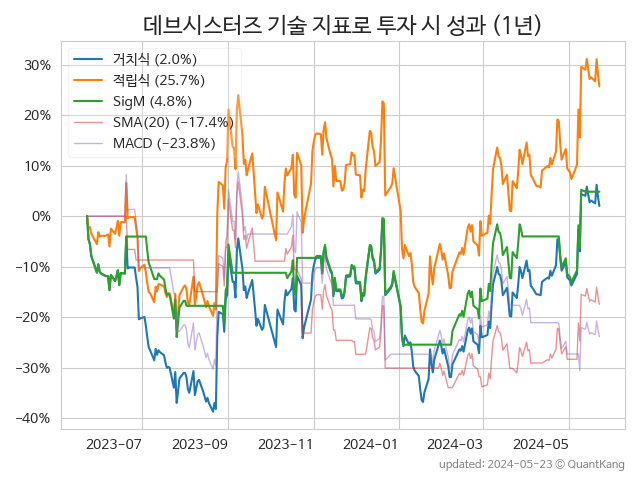 데브시스터즈 기술 지표로 투자 시 성과 (1년)
거치식 (2.0%)
적립식 (25.7%)
SigM (4.8%)
SMA(20) (−17.4%)
MACD (−23.8%)
30%
20%
10%
0%
−10%
−20%
−30%
−40%
2023−07 2023−09 2023−11 2024−01 2024−03 2024−05
updated: 2024−05−23 ⓒ QuantKang